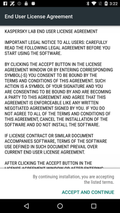 3:22
End User License Agreement
KASPERSKY LAB END USER LICENSE AGREEMENT
IMPORTANT LEGAL NOTICE TO ALL USERS: CAREFULLY
READ THE FOLLOWING LEGAL AGREEMENT BEFORE YOU
START USING THE SOFTWARE.
BY CLICKING THE ACCEPT BUTTON IN THE LICENSE
AGREEMENT WINDOW OR BY ENTERING CORRESPONDING
SYMBOL(-S) YOU CONSENT TO BE BOUND BY THE
TERMS AND CONDITIONS OF THIS AGREEMENT. SUCH
ACTION IS A SYMBOL OF YOUR SIGNATURE AND YOU
ARE CONSENTING TO BE BOUND BY AND ARE BECOMING
A PARTY TO THIS AGREEMENT AND AGREE THAT THIS
AGREEMENT IS ENFORCEABLE LIKE ANY WRITTEN
NEGOTIATED AGREEMENT SIGNED BY YOU. IF YOU DO
NOT AGREE TO ALL OF THE TERMS AND CONDITIONS OF
THIS AGREEMENT, CANCEL THE INSTALLATION OF THE
SOFTWARE AND DO NOT INSTALL THE SOFTWARE.
IF LICENSE CONTRACT OR SIMILAR DOCUMENT
ACCOMPANIES SOFTWARE, TERMS OF THE SOFTWARE
USE DEFINED IN SUCH DOCUMENT PREVAIL OVER
CURRENT END USER LICENSE AGREEMENT.
AFTER CLICKING THE ACCEPT BUTTON IN THE
By continuing installation, you are accepting
the listed terms.
ACCEPT AND CONTINUE